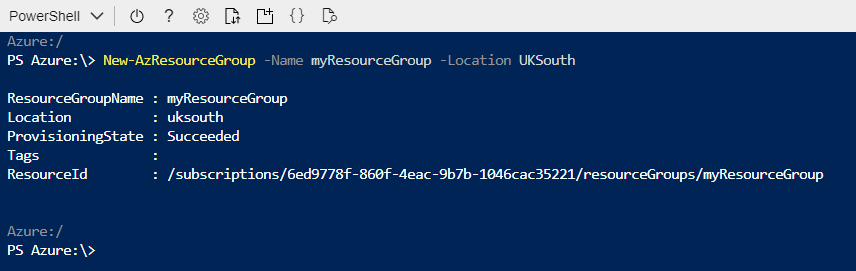 PowerShell
Azure:/
PS Azure:\> New-AzResourceGroup -Name myResourceGroup -Location UKSouth
ResourceGroupName : myResourceGroup
Location          : uksouth
ProvisioningState : Succeeded
Tags              :
ResourceId        : /subscriptions/6ed9778f-860f-4eac-9b7b-1046cac35221/resourceGroups/myResourceGroup
Azure:/
PS Azure:\>